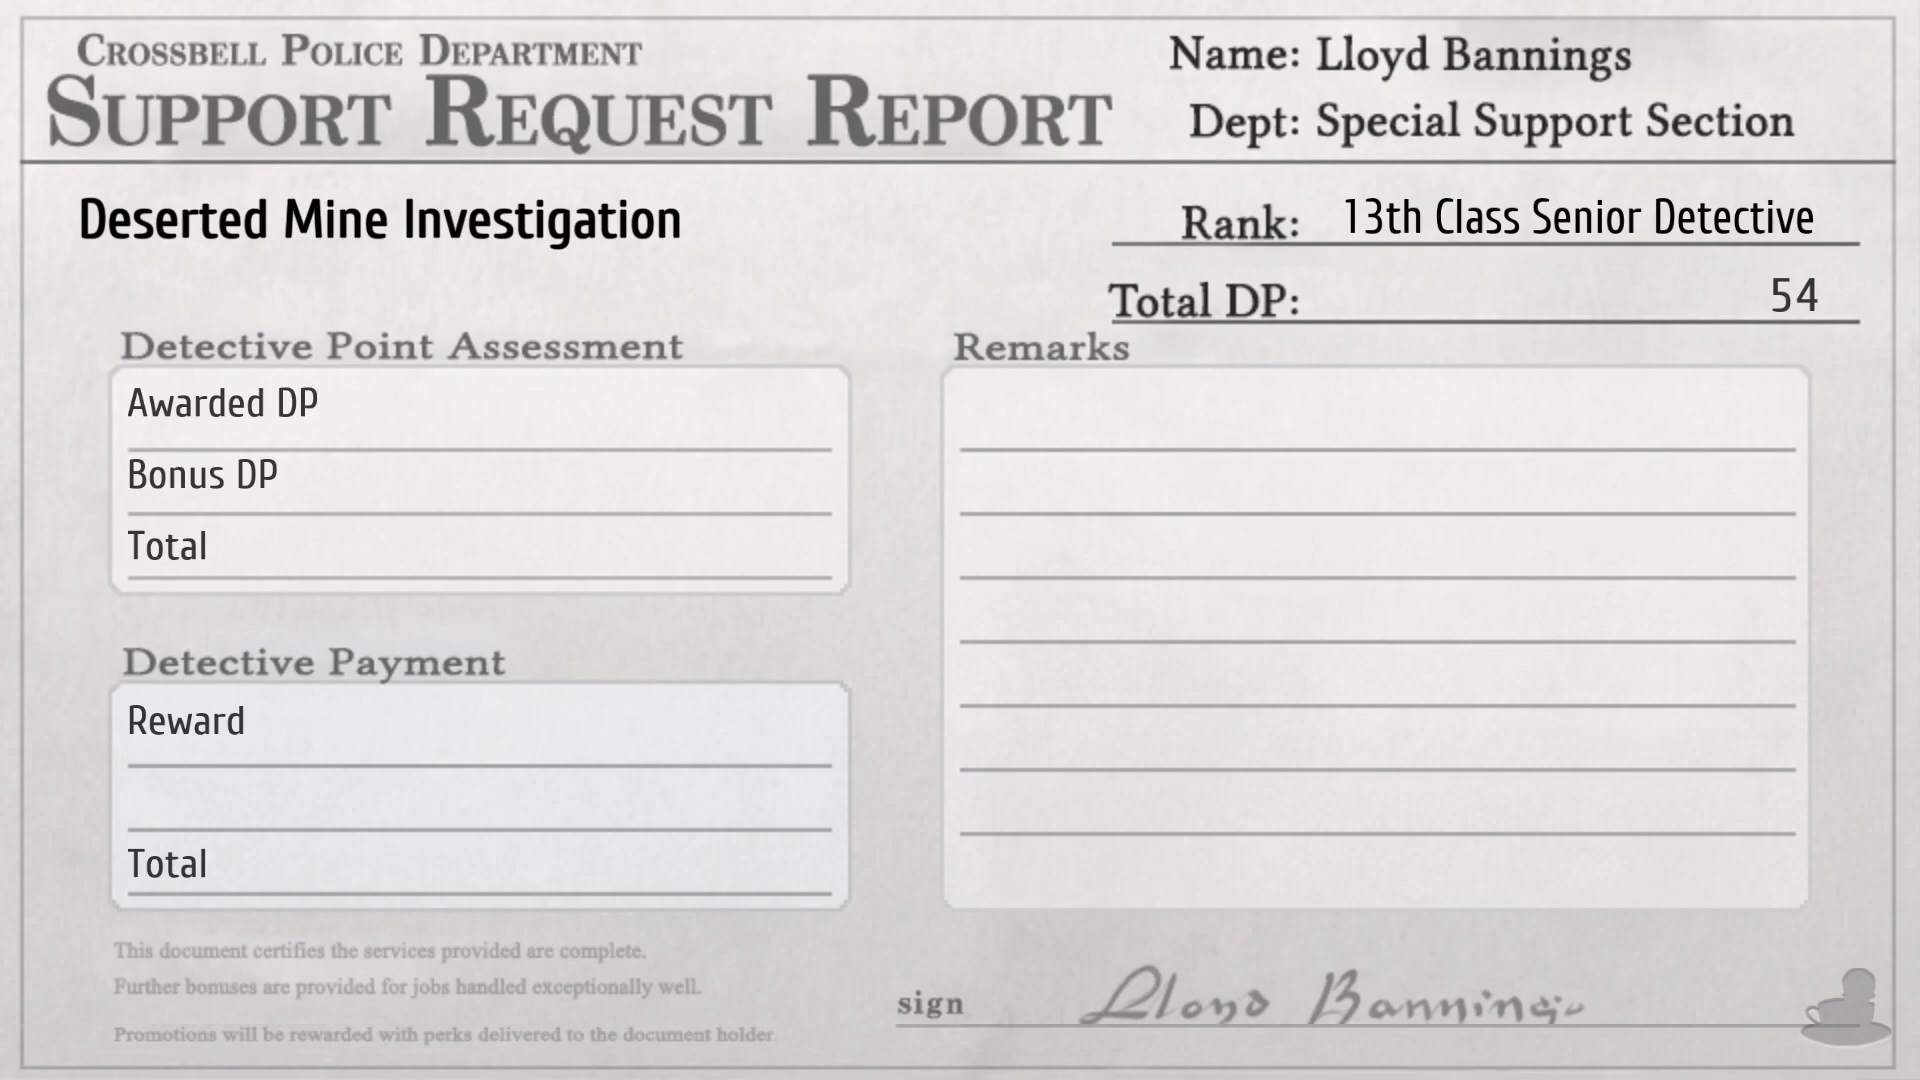 CROSSBELL POLICE DEPARTMENT
SUPPORT REQUEST REPORT
Name: Lloyd Bannings
Dept: Special Support Section
Deserted Mine Investigation
Rank: 13th Class Senior Detective
Total DP: 54
Detective Point Assessment
Awarded DP
Bonus DP
Total
Detective Payment
Reward
Total
Remarks
This document certifies the services provided are complete.
Further bonuses are provided for jobs handled exceptionally well.
Promotions will be rewarded with perks delivered to the document holder.
sign Lloyd Bannings